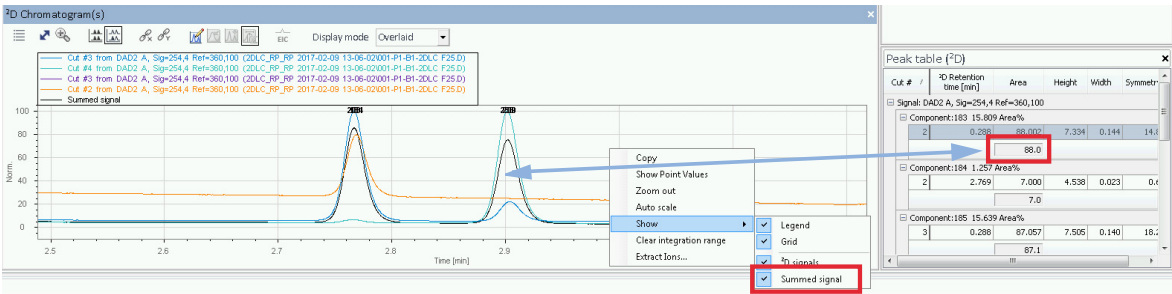 ²D Chromatogram(s)
×
EIC
Display mode Overlaid
Cut #3 from DAD2 A, Sig=254,4 Ref=360,100 (2DLC_RP_RP 2017-02-09 13-06-02\001-P1-B1-2DLC F25.D)
Cut #4 from DAD2 A, Sig=254,4 Ref=360,100 (2DLC_RP_RP 2017-02-09 13-06-02\001-P1-B1-2DLC F25.D)
Cut #3 from DAD2 A, Sig=254,4 Ref=360,100 (2DLC_RP_RP 2017-02-09 13-06-02\001-P1-B1-2DLC F25.D)
Cut #2 from DAD2 A, Sig=254,4 Ref=360,100 (2DLC_RP_RP 2017-02-09 13-06-02\001-P1-B1-2DLC F25.D)
Summed signal
100
80
60
40
20
0
Norm.
2.5
2.6
2.7
2.8
2.9
Time [min]
Copy
Show Point Values
Zoom out
Auto scale
Show
Clear integration range
Extract Ions...
Legend
Grid
²D signals
Summed signal
Peak table (²D)
×
Cut # / ²D Retention time [min] Area Height Width Symmetr
Signal: DAD2 A, Sig=254,4 Ref=360,100
Component:183 15.809 Area%
2 0.288 88.002 7.334 0.144 14.8
88.0
Component:184 1.257 Area%
2 2.769 7.000 4.538 0.023 0.6
7.0
Component:185 15.639 Area%
3 0.288 87.057 7.505 0.140 18.2
87.1